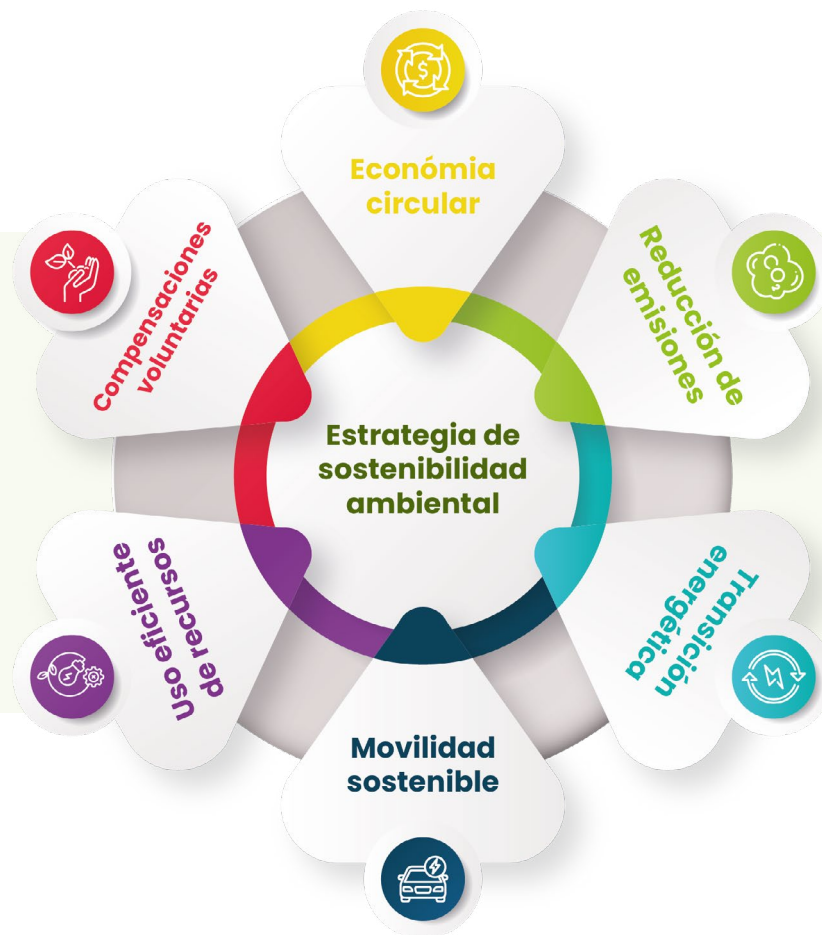 Económia
circular
Reducción de
emisiones
Transición
energética
Movilidad
sostenible
Uso eficiente
de recursos
Compensaciones
voluntarias
Estrategia de
sostenibilidad
ambiental
$